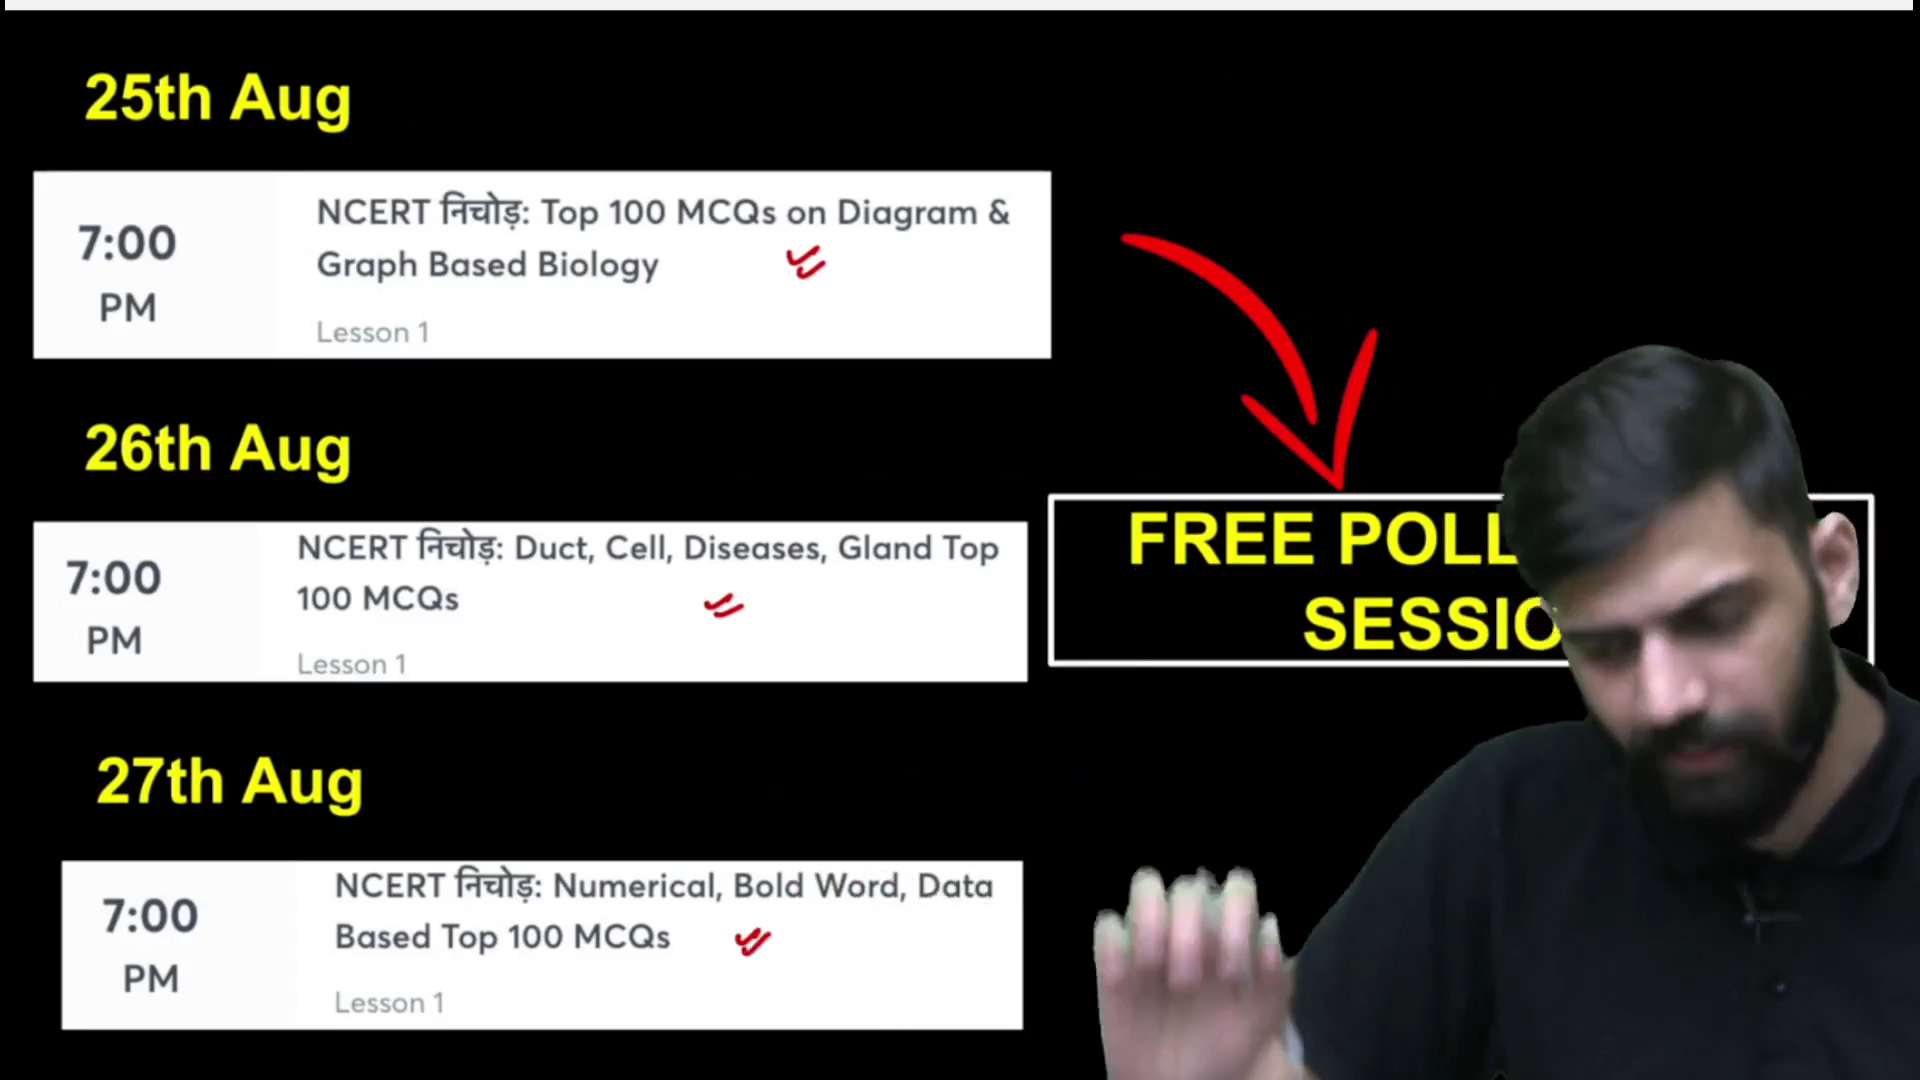 25th Aug
7:00
PM
NCERT निचोड़: Top 100 MCQs on Diagram &
Graph Based Biology
Lesson 1
26th Aug
7:00
PM
NCERT निचोड़: Duct, Cell, Diseases, Gland Top
100 MCQs
Lesson 1
FREE POLL
SESSIO
27th Aug
7:00
PM
NCERT निचोड़: Numerical, Bold Word, Data
Based Top 100 MCQs
Lesson 1